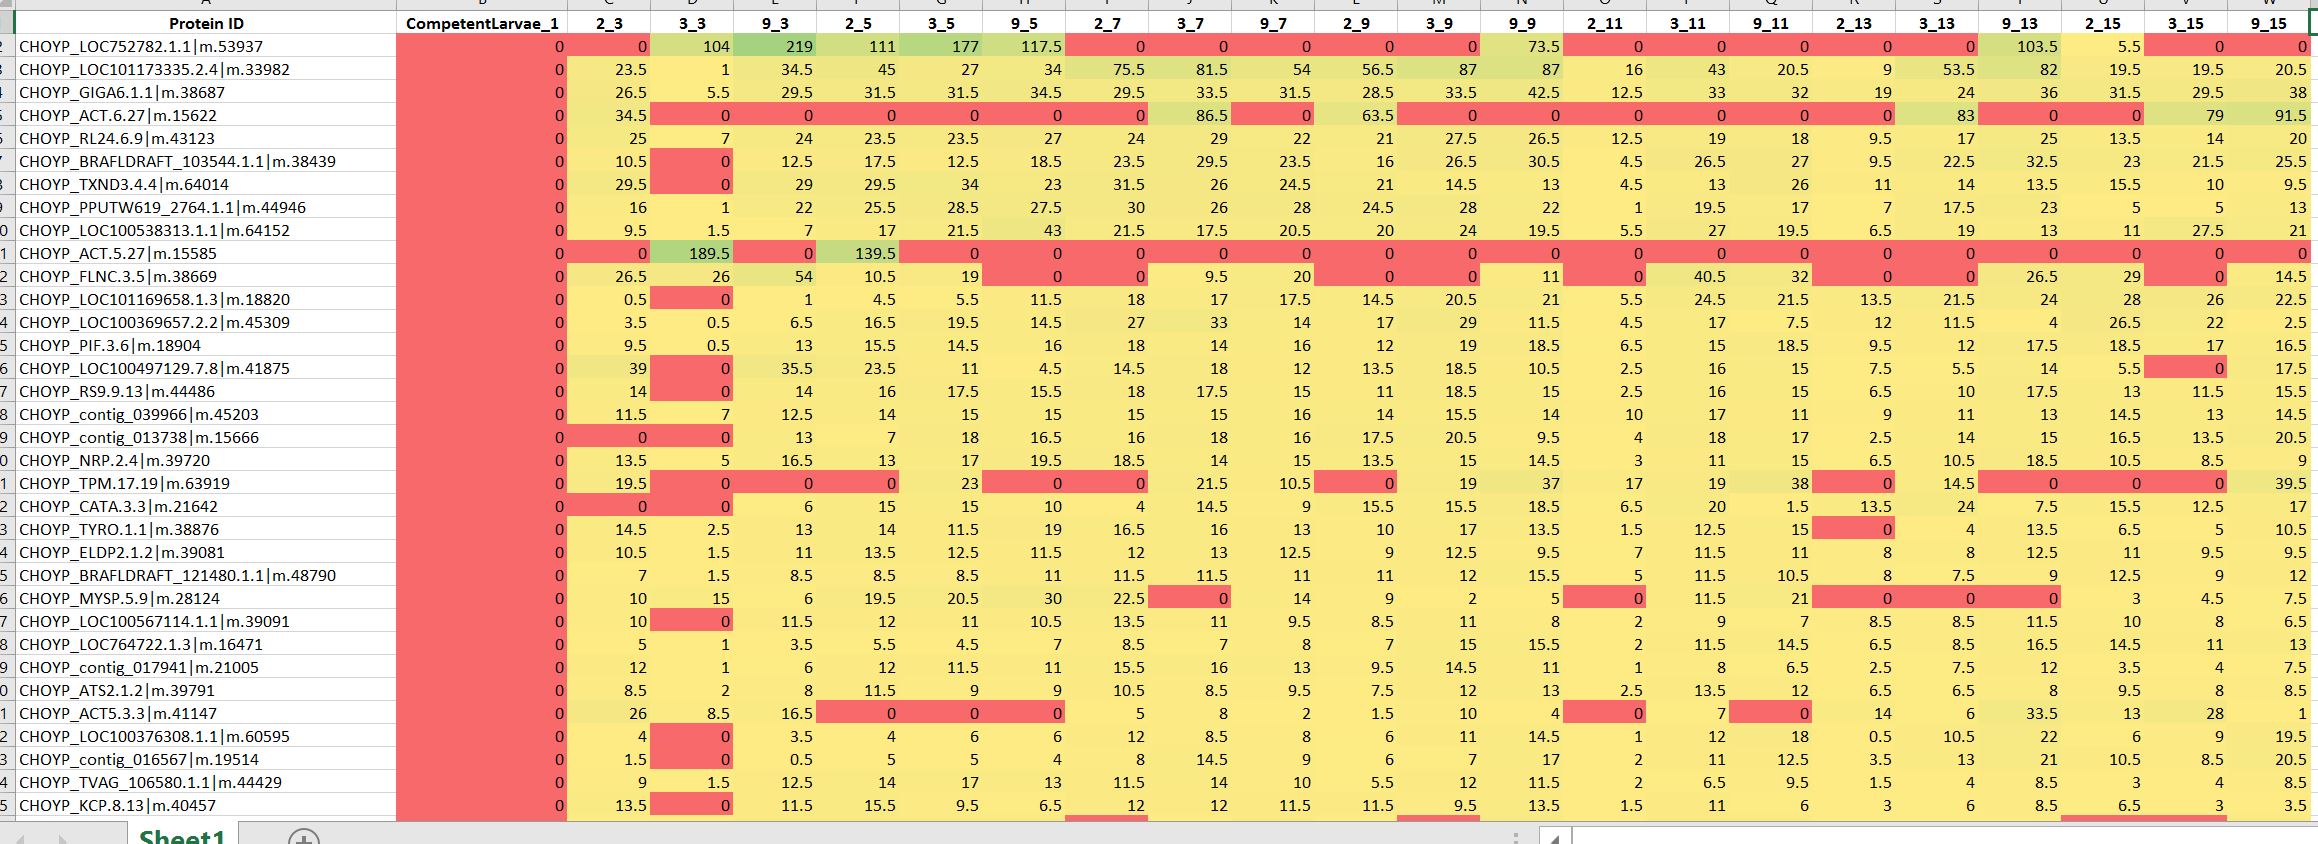 Protein ID CompetentLarvae_1 2_3 3_3 9_3 2_5 3_5 9_5 2_7 3_7 9_7 2_9 3_9 9_9 2_11 3_11 9_11 2_13 3_13 9_13 2_15 3_15 9_15
CHOYP_LOC752782.1.1|m.53937 0 0 104 219 111 177 117.5 0 0 0 0 0 73.5 0 0 0 0 0 103.5 5.5 0 0
CHOYP_LOC101173335.2.4|m.33982 0 23.5 1 34.5 45 27 34 75.5 81.5 54 56.5 87 87 16 43 20.5 9 53.5 82 19.5 19.5 20.5
CHOYP_GIGA6.1.1|m.38687 0 26.5 5.5 29.5 31.5 31.5 34.5 29.5 33.5 31.5 28.5 33.5 42.5 12.5 33 32 19 24 36 31.5 29.5 38
CHOYP_ACT.6.27|m.15622 0 34.5 0 0 0 0 0 0 86.5 0 63.5 0 0 0 0 0 0 83 0 0 79 91.5
CHOYP_RL24.6.9|m.43123 0 25 7 24 23.5 23.5 27 24 29 22 21 27.5 26.5 12.5 19 18 9.5 17 25 13.5 14 20
CHOYP_BRAFLDRAFT_103544.1.1|m.38439 0 10.5 0 12.5 17.5 12.5 18.5 23.5 29.5 23.5 16 26.5 30.5 4.5 26.5 27 9.5 22.5 32.5 23 21.5 25.5
CHOYP_TXND3.4.4|m.64014 0 29.5 0 29 29.5 34 23 31.5 26 24.5 21 14.5 13 4.5 13 26 11 14 13.5 15.5 10 9.5
CHOYP_PPUTW619_2764.1.1|m.44946 0 16 1 22 25.5 28.5 27.5 30 26 28 24.5 28 22 1 19.5 17 7 17.5 23 5 5 13
CHOYP_LOC100538313.1.1|m.64152 0 9.5 1.5 7 17 21.5 43 21.5 17.5 20.5 20 24 19.5 5.5 27 19.5 6.5 19 13 11 27.5 21
CHOYP_ACT.5.27|m.15585 0 0 189.5 0 139.5 0 0 0 0 0 0 0 0 0 0 0 0 0 0 0 0 0
CHOYP_FLNC.3.5|m.38669 0 26.5 26 54 10.5 19 0 0 9.5 20 0 0 11 0 40.5 32 0 0 26.5 29 0 14.5
CHOYP_LOC101169658.1.3|m.18820 0 0.5 0 1 4.5 5.5 11.5 18 17 17.5 14.5 20.5 21 5.5 24.5 21.5 13.5 21.5 24 28 26 22.5
CHOYP_LOC100369657.2.2|m.45309 0 3.5 0.5 6.5 16.5 19.5 14.5 27 33 14 17 29 11.5 4.5 17 7.5 12 11.5 4 26.5 22 2.5
CHOYP_PIF.3.6|m.18904 0 9.5 0.5 13 15.5 14.5 16 18 14 16 12 19 18.5 6.5 15 18.5 9.5 12 17.5 18.5 17 16.5
CHOYP_LOC100497129.7.8|m.41875 0 39 0 35.5 23.5 11 4.5 14.5 18 12 13.5 18.5 10.5 2.5 16 15 7.5 5.5 14 5.5 0 17.5
CHOYP_RS9.9.13|m.44486 0 14 0 14 16 17.5 15.5 18 17.5 15 11 18.5 15 2.5 16 15 6.5 10 17.5 13 11.5 15.5
CHOYP_contig_039966|m.45203 0 11.5 7 12.5 14 15 15 15 15 16 14 15.5 14 10 17 11 9 11 13 14.5 13 14.5
CHOYP_contig_013738|m.15666 0 0 0 13 7 18 16.5 16 18 16 17.5 20.5 9.5 4 18 17 2.5 14 15 16.5 13.5 20.5
CHOYP_NRP.2.4|m.39720 0 13.5 5 16.5 13 17 19.5 18.5 14 15 13.5 15 14.5 3 11 15 6.5 10.5 18.5 10.5 8.5 9
CHOYP_TPM.17.19|m.63919 0 19.5 0 0 0 23 0 0 21.5 10.5 0 19 37 17 19 38 0 14.5 0 0 0 39.5
CHOYP_CATA.3.3|m.21642 0 0 0 6 15 15 10 4 14.5 9 15.5 15.5 18.5 6.5 20 1.5 13.5 24 7.5 15.5 12.5 17
CHOYP_TYRO.1.1|m.38876 0 14.5 2.5 13 14 11.5 19 16.5 16 13 10 17 13.5 1.5 12.5 15 0 4 13.5 6.5 5 10.5
CHOYP_ELDP2.1.2|m.39081 0 10.5 1.5 11 13.5 12.5 11.5 12 13 12.5 9 12.5 9.5 7 11.5 11 8 8 12.5 11 9.5 9.5
CHOYP_BRAFLDRAFT_121480.1.1|m.48790 0 7 1.5 8.5 8.5 8.5 11 11.5 11.5 11 11 12 15.5 5 11.5 10.5 8 7.5 9 12.5 9 12
CHOYP_MYSP.5.9|m.28124 0 10 15 6 19.5 20.5 30 22.5 0 14 9 2 5 0 11.5 21 0 0 0 3 4.5 7.5
CHOYP_LOC100567114.1.1|m.39091 0 10 0 11.5 12 11 10.5 13.5 11 9.5 8.5 11 8 2 9 7 8.5 8.5 11.5 10 8 6.5
CHOYP_LOC764722.1.3|m.16471 0 5 1 3.5 5.5 4.5 7 8.5 7 8 7 15 15.5 2 11.5 14.5 6.5 8.5 16.5 14.5 11 13
CHOYP_contig_017941|m.21005 0 12 1 6 12 11.5 11 15.5 16 13 9.5 14.5 11 1 8 6.5 2.5 7.5 12 3.5 4 7.5
CHOYP_ATS2.1.2|m.39791 0 8.5 2 8 11.5 9 9 10.5 8.5 9.5 7.5 12 13 2.5 13.5 12 6.5 6.5 8 9.5 8 8.5
CHOYP_ACT5.3.3|m.41147 0 26 8.5 16.5 0 0 0 5 8 2 1.5 10 4 0 7 0 14 6 33.5 13 28 1
CHOYP_LOC100376308.1.1|m.60595 0 4 0 3.5 4 6 6 12 8.5 8 6 11 14.5 1 12 18 0.5 10.5 22 6 9 19.5
CHOYP_contig_016567|m.19514 0 1.5 0 0.5 5 5 4 8 14.5 9 6 7 17 2 11 12.5 3.5 13 21 10.5 8.5 20.5
CHOYP_TVAG_106580.1.1|m.44429 0 9 1.5 12.5 14 17 13 11.5 14 10 5.5 12 11.5 2 6.5 9.5 1.5 4 8.5 3 4 8.5
CHOYP_KCP.8.13|m.40457 0 13.5 0 11.5 15.5 9.5 6.5 12 12 11.5 11.5 9.5 13.5 1.5 11 6 3 6 8.5 6.5 3 3.5
Sheet1